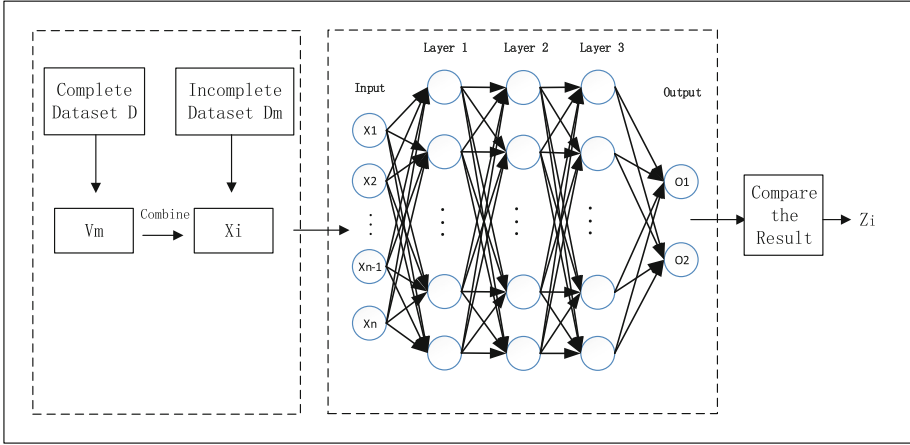 Complete
Dataset D
Incomplete
Dataset Dm
Vm
Combine
Xi
Layer 1
Layer 2
Layer 3
Input
Output
X1
X2
Xn-1
Xn
O1
O2
Compare
the
Result
Zi